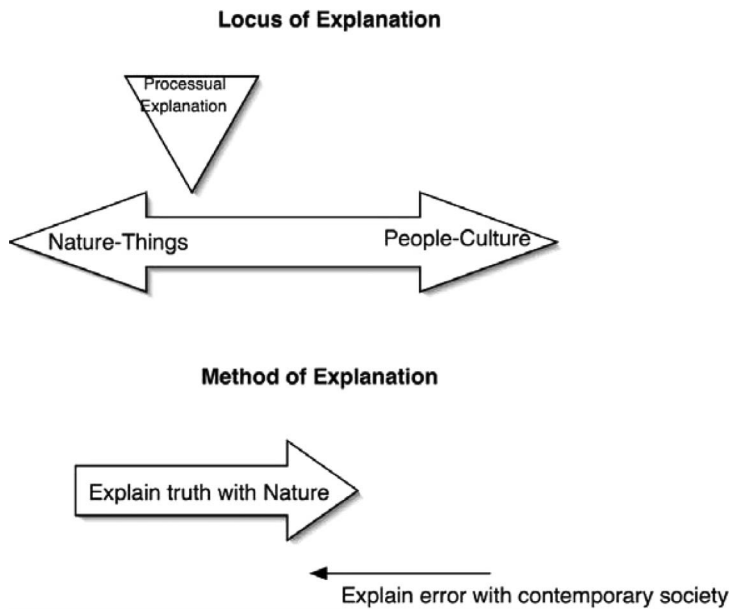 Locus of Explanation
Processual
Explanation
Nature-Things
People-Culture
Method of Explanation
Explain truth with Nature
Explain error with contemporary society